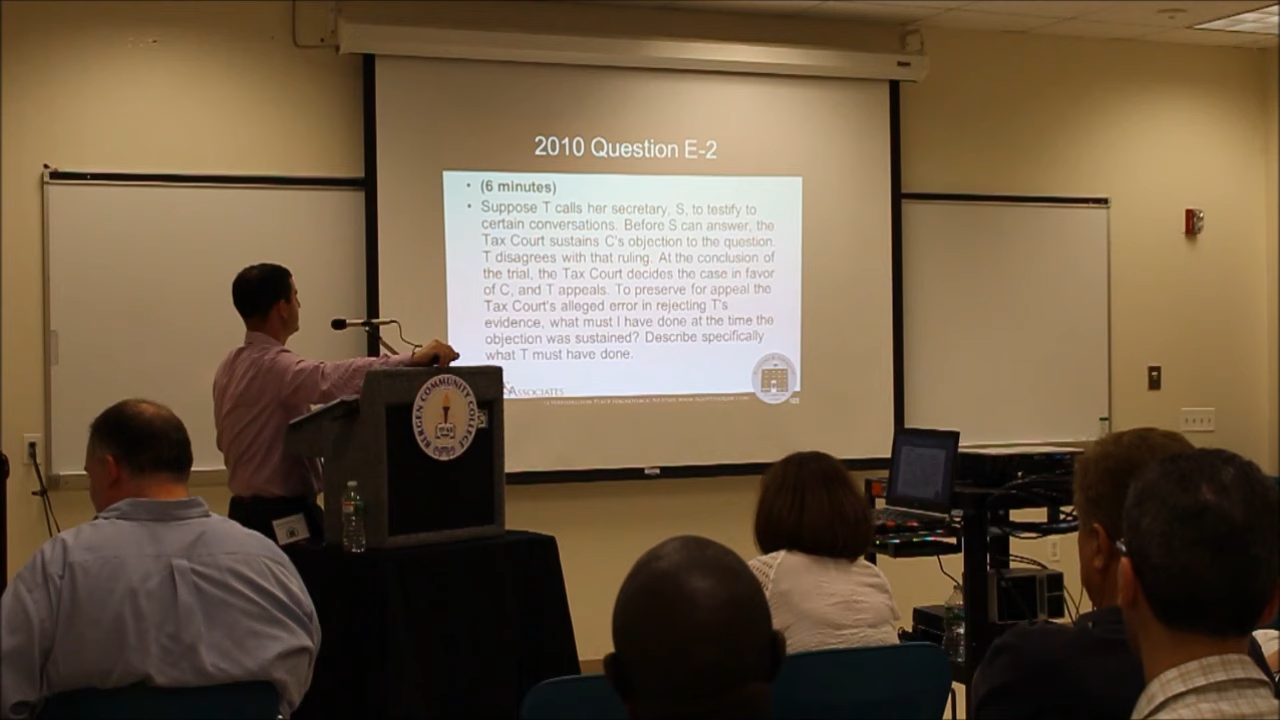 2010 Question E-2
• (6 minutes)
• Suppose T calls her secretary, S, to testify to
certain conversations. Before S can answer, the
Tax Court sustains C's objection to the question.
T disagrees with that ruling. At the conclusion of
the trial, the Tax Court decides the case in favor
of C, and T appeals. To preserve for appeal the
Tax Court's alleged error in rejecting T's
evidence, what must I have done at the time the
objection was sustained? Describe specifically
what T must have done.
ASSOCIATES
BERGEN COMMUNITY COLLEGE